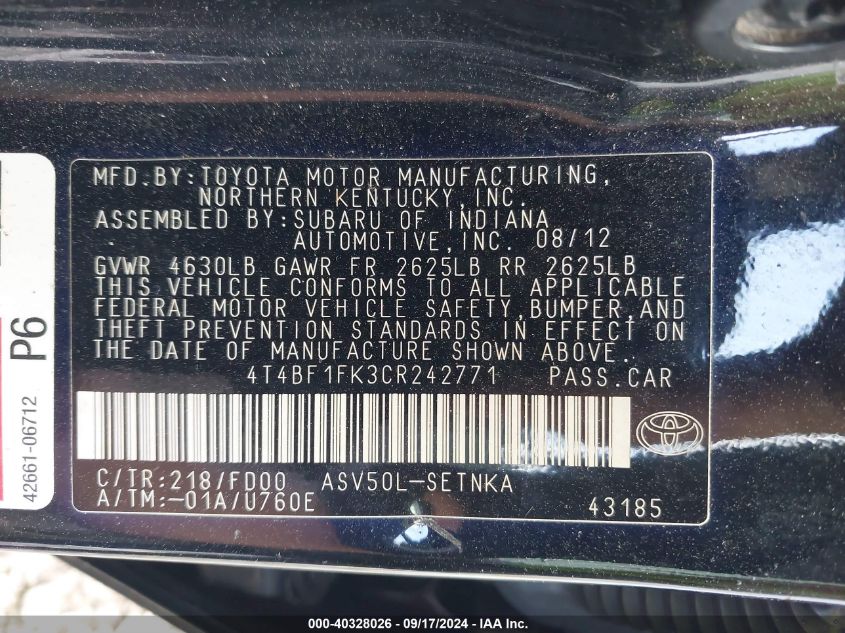 MFD.BY:TOYOTA MOTOR MANUFACTURING,
NORTHERN KENTUCKY,INC.
ASSEMBLED BY:SUBARU OF INDIANA
AUTOMOTIVE,INC. 08/12
GVWR 4630LB GAWR FR 2625LB RR 2625LB
THIS VEHICLE CONFORMS TO ALL APPLICABLE
FEDERAL MOTOR VEHICLE SAFETY,BUMPER,AND
THEFT PREVENTION STANDARDS IN EFFECT ON
THE DATE OF MANUFACTURE SHOWN ABOVE.
4T4BF1FK3CR242771 PASS.CAR
C/TR:218/FD00 ASV50L-SETNKA
A/TM:-01A/U760E 43185
P6
42661-06712
000-40328026 - 09/17/2024 - IAA Inc.